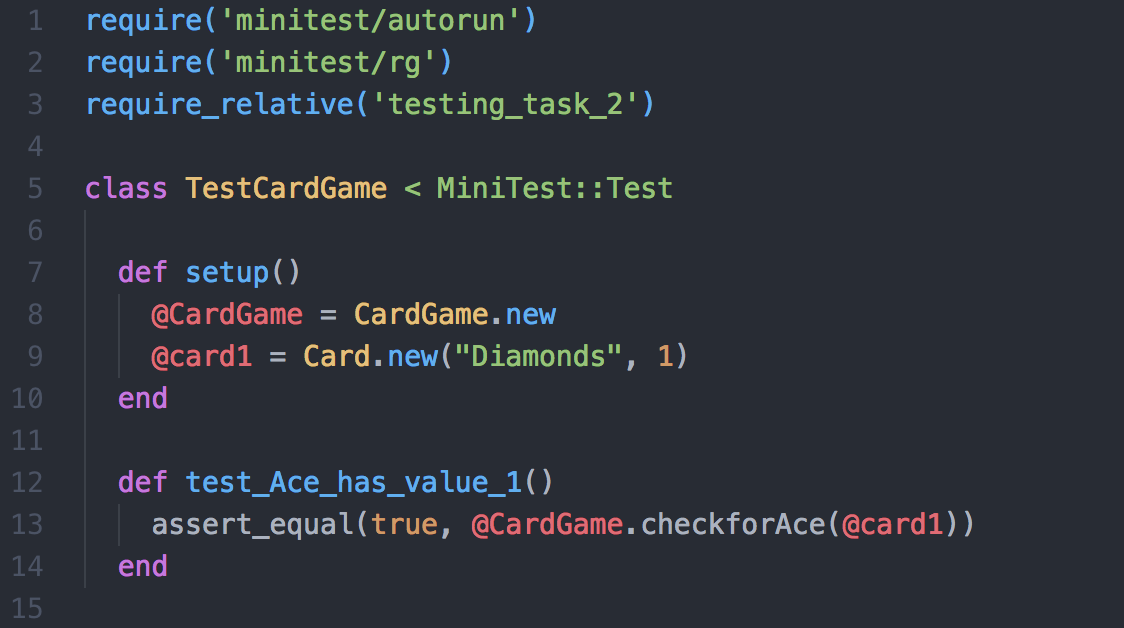 1 require('minitest/autorun')
2 require('minitest/rg')
3 require_relative('testing_task_2')
4
5 class TestCardGame < MiniTest::Test
6
7   def setup()
8     @CardGame = CardGame.new
9     @card1 = Card.new("Diamonds", 1)
10   end
11
12   def test_Ace_has_value_1()
13     assert_equal(true, @CardGame.checkforAce(@card1))
14   end
15